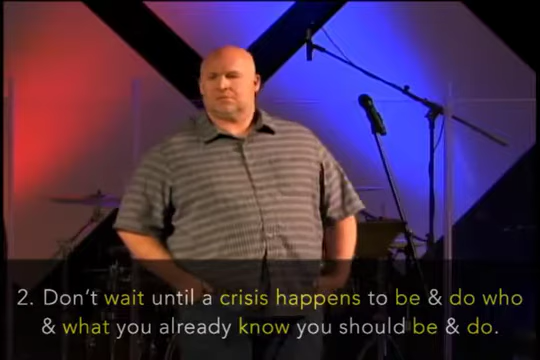 2. Don't wait until a crisis happens to be & do who
& what you already know you should be & do.